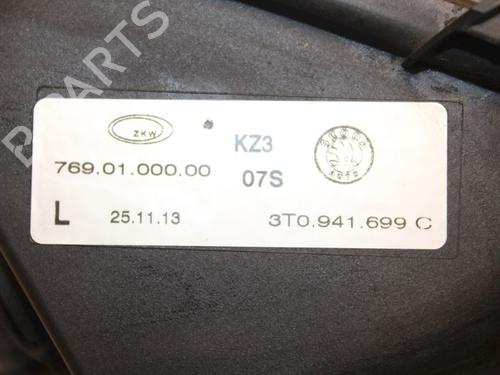 ZKW
KZ3
769.01.000.00
07S
L
25.11.13
3T0.941.699 C
PARTS